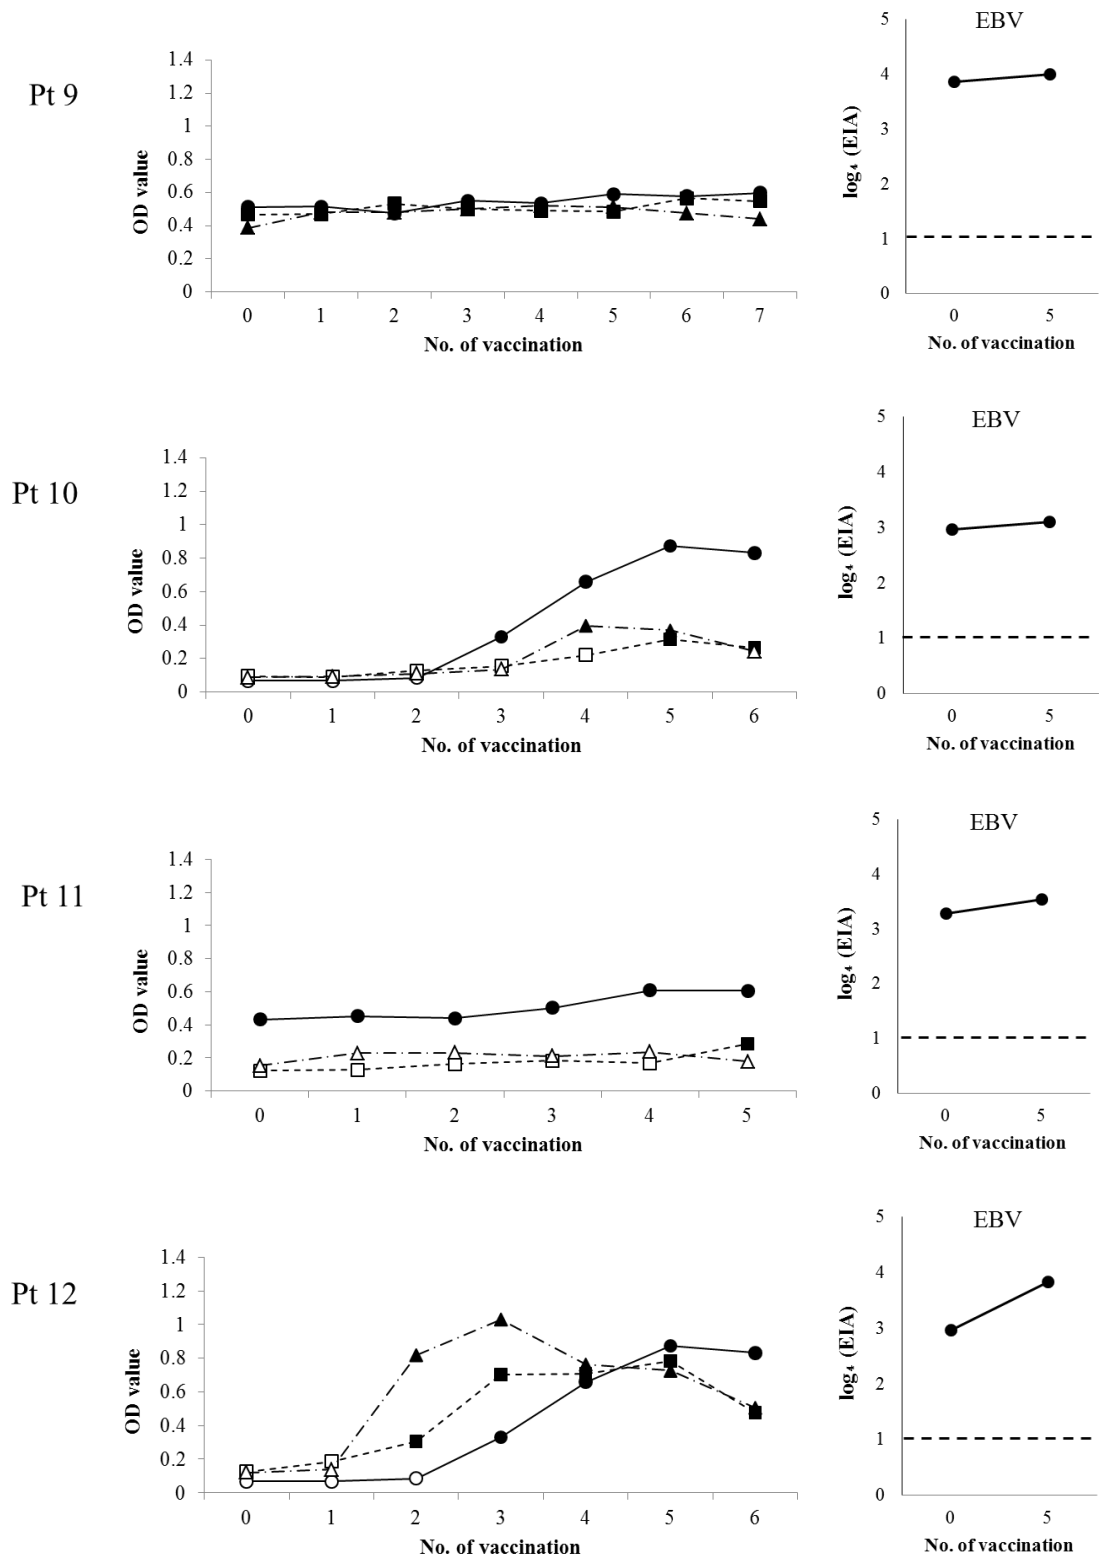 Pt 9
OD value
1.4
1.2
1
0.8
0.6
0.4
0.2
0
0 1 2 3 4 5 6 7
No. of vaccination
EBV
log₄ (EIA)
5
4
3
2
1
0
0 5
No. of vaccination
Pt 10
OD value
1.4
1.2
1
0.8
0.6
0.4
0.2
0
0 1 2 3 4 5 6
No. of vaccination
EBV
log₄ (EIA)
5
4
3
2
1
0
0 5
No. of vaccination
Pt 11
OD value
1.4
1.2
1
0.8
0.6
0.4
0.2
0
0 1 2 3 4 5
No. of vaccination
EBV
log₄ (EIA)
5
4
3
2
1
0
0 5
No. of vaccination
Pt 12
OD value
1.4
1.2
1
0.8
0.6
0.4
0.2
0
0 1 2 3 4 5 6
No. of vaccination
EBV
log₄ (EIA)
5
4
3
2
1
0
0 5
No. of vaccination